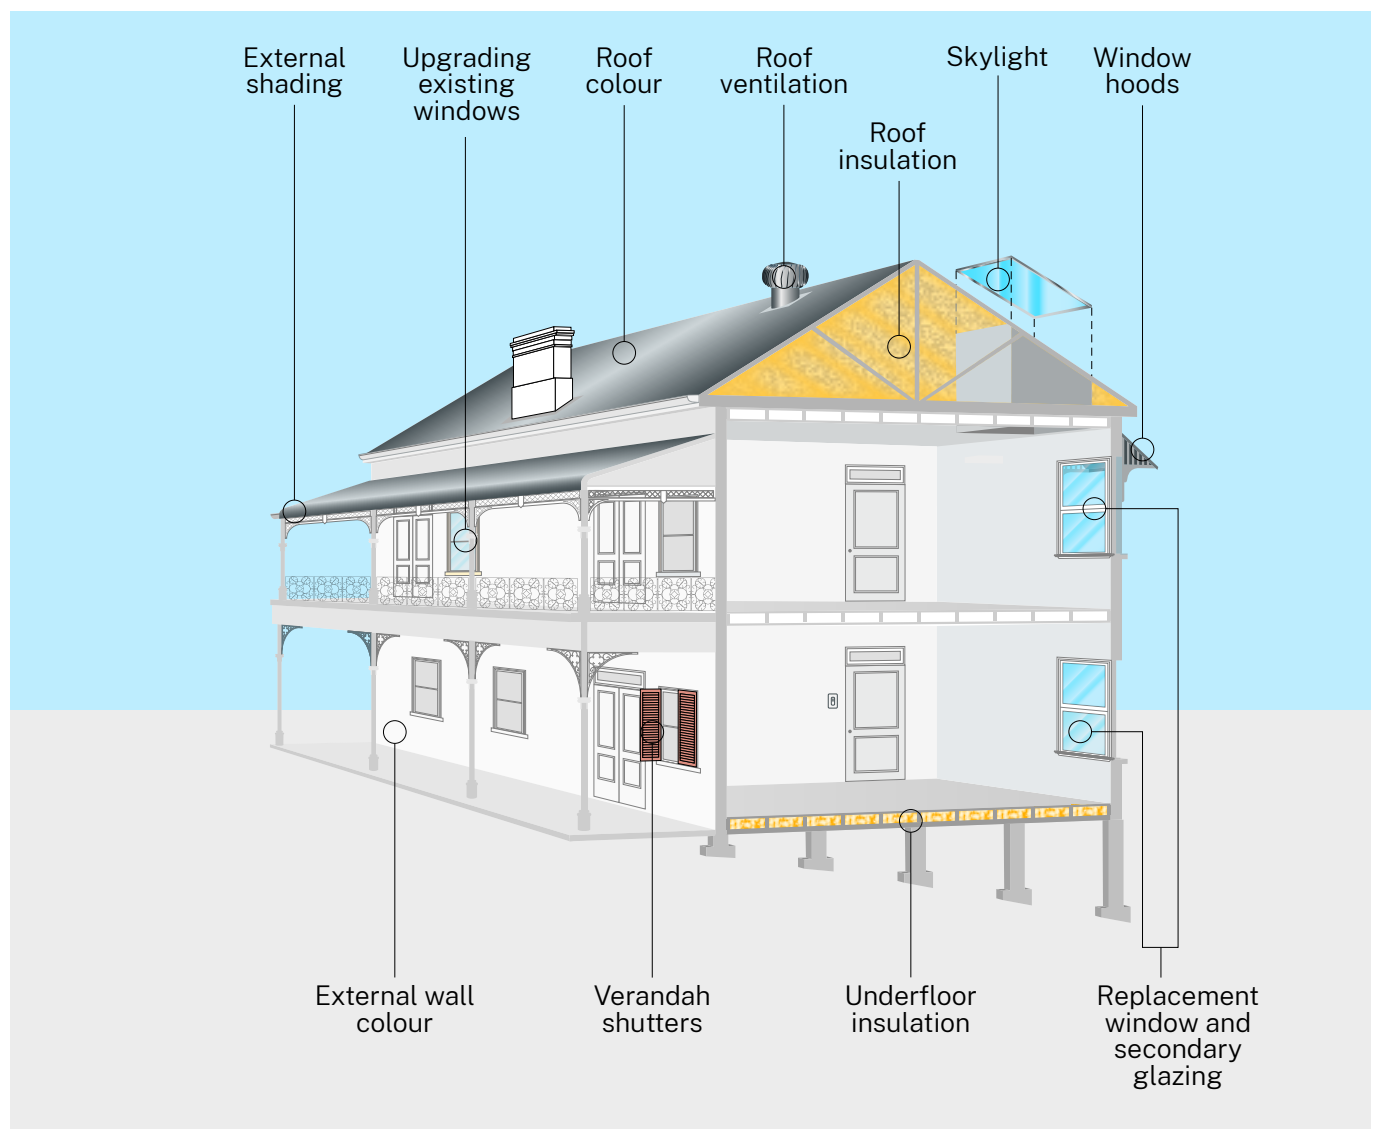 External
shading
Upgrading
existing
windows
Roof
colour
Roof
ventilation
Skylight
Window
hoods
Roof
insulation
External wall
colour
Verandah
shutters
Underfloor
insulation
Replacement
window and
secondary
glazing